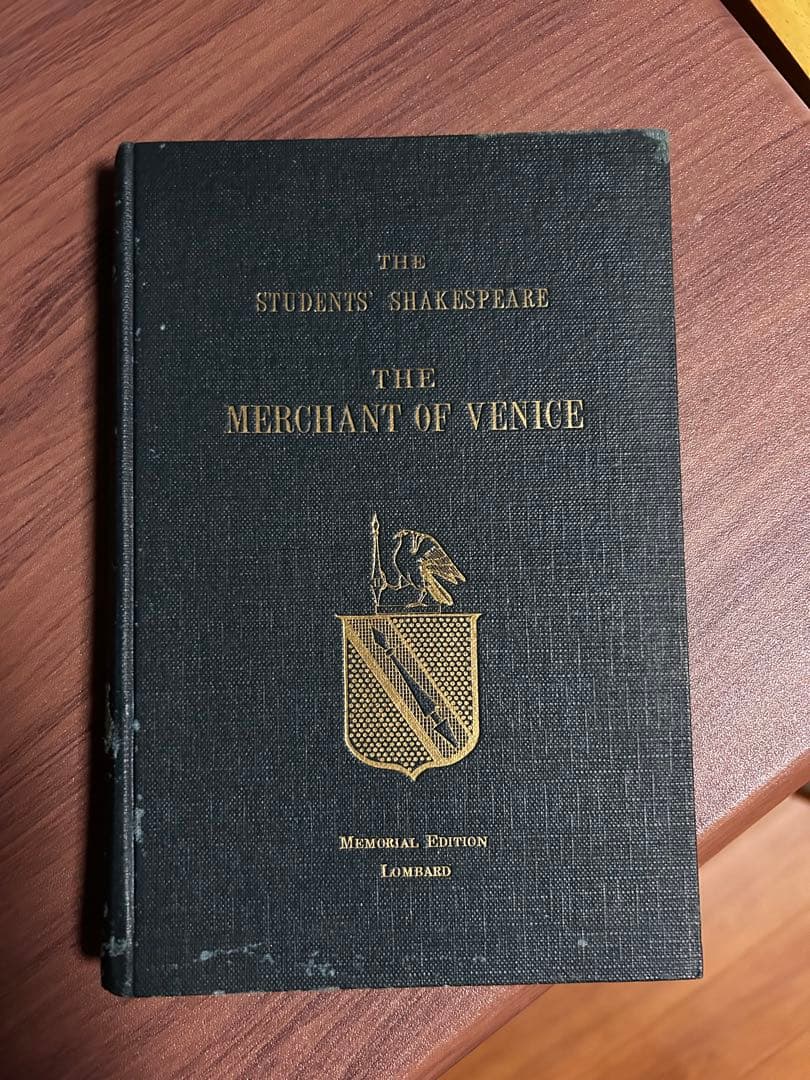 THE
STUDENTS' SHAKESPEARE
THE
MERCHANT OF VENICE
MEMORIAL EDITION
LOMBARD